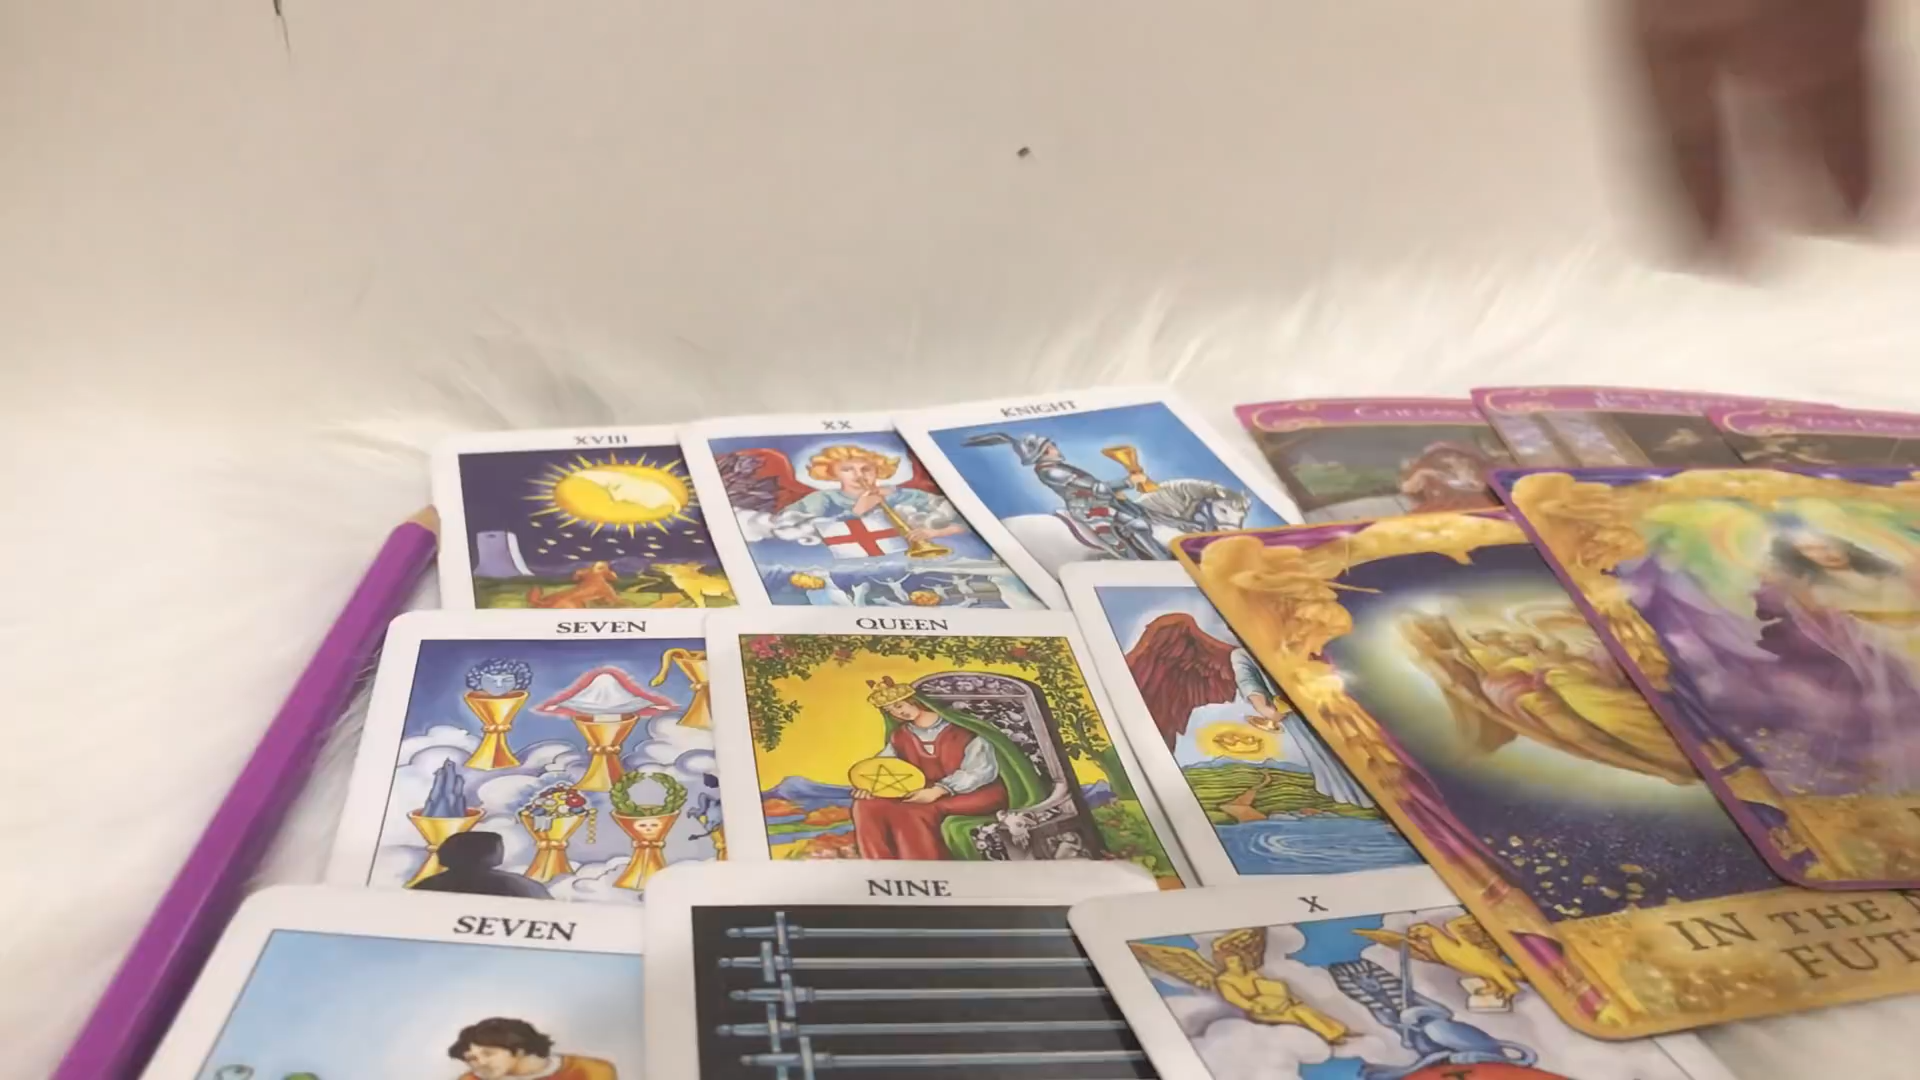 XVIII
XX
KNIGHT
SEVEN
QUEEN
NINE
SEVEN
X
IN THE
FUT